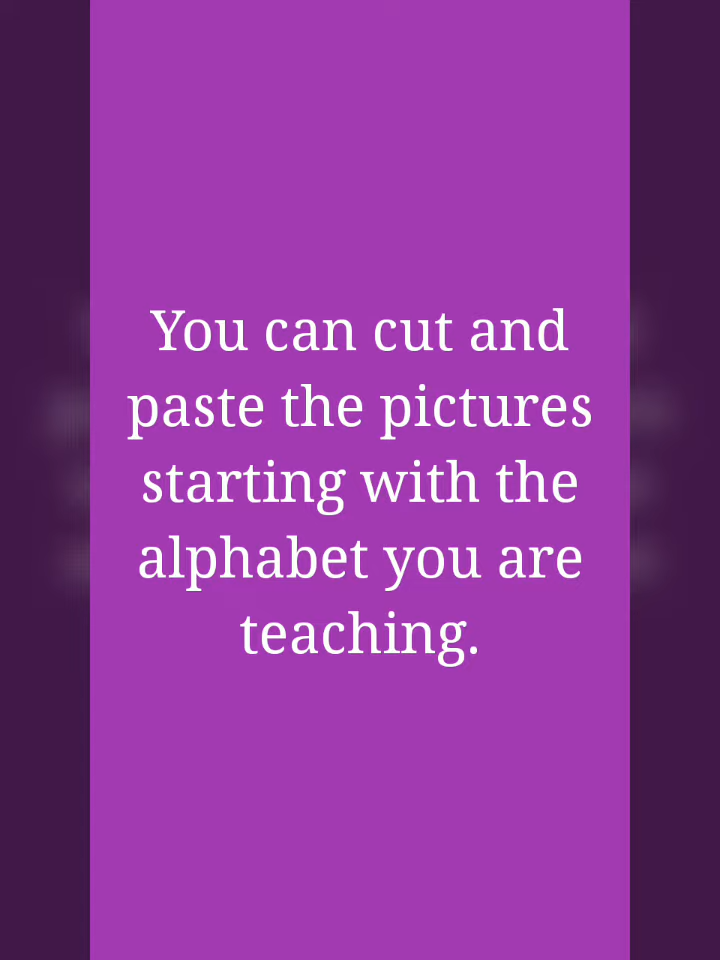 You can cut and
paste the pictures
starting with the
alphabet you are
teaching.